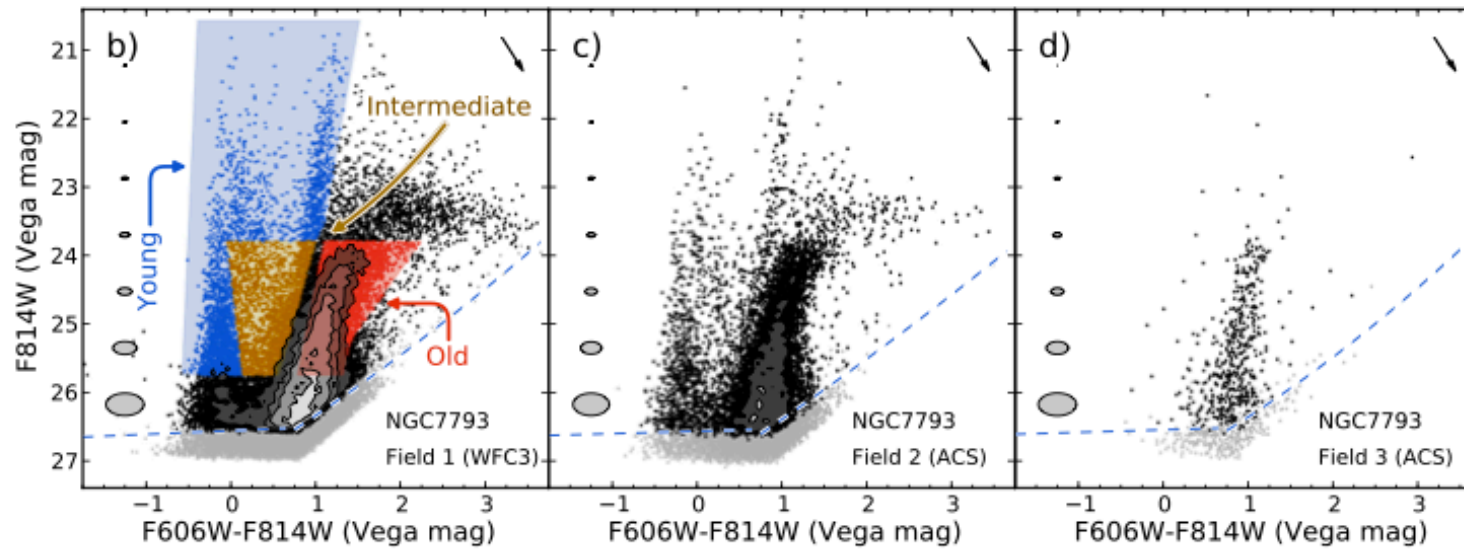 b)
c)
d)
Intermediate
Young
Old
F814W (Vega mag)
21
22
23
24
25
26
27
NGC7793
Field 1 (WFC3)
NGC7793
Field 2 (ACS)
NGC7793
Field 3 (ACS)
−1 0 1 2 3
−1 0 1 2 3
−1 0 1 2 3
F606W-F814W (Vega mag)
F606W-F814W (Vega mag)
F606W-F814W (Vega mag)